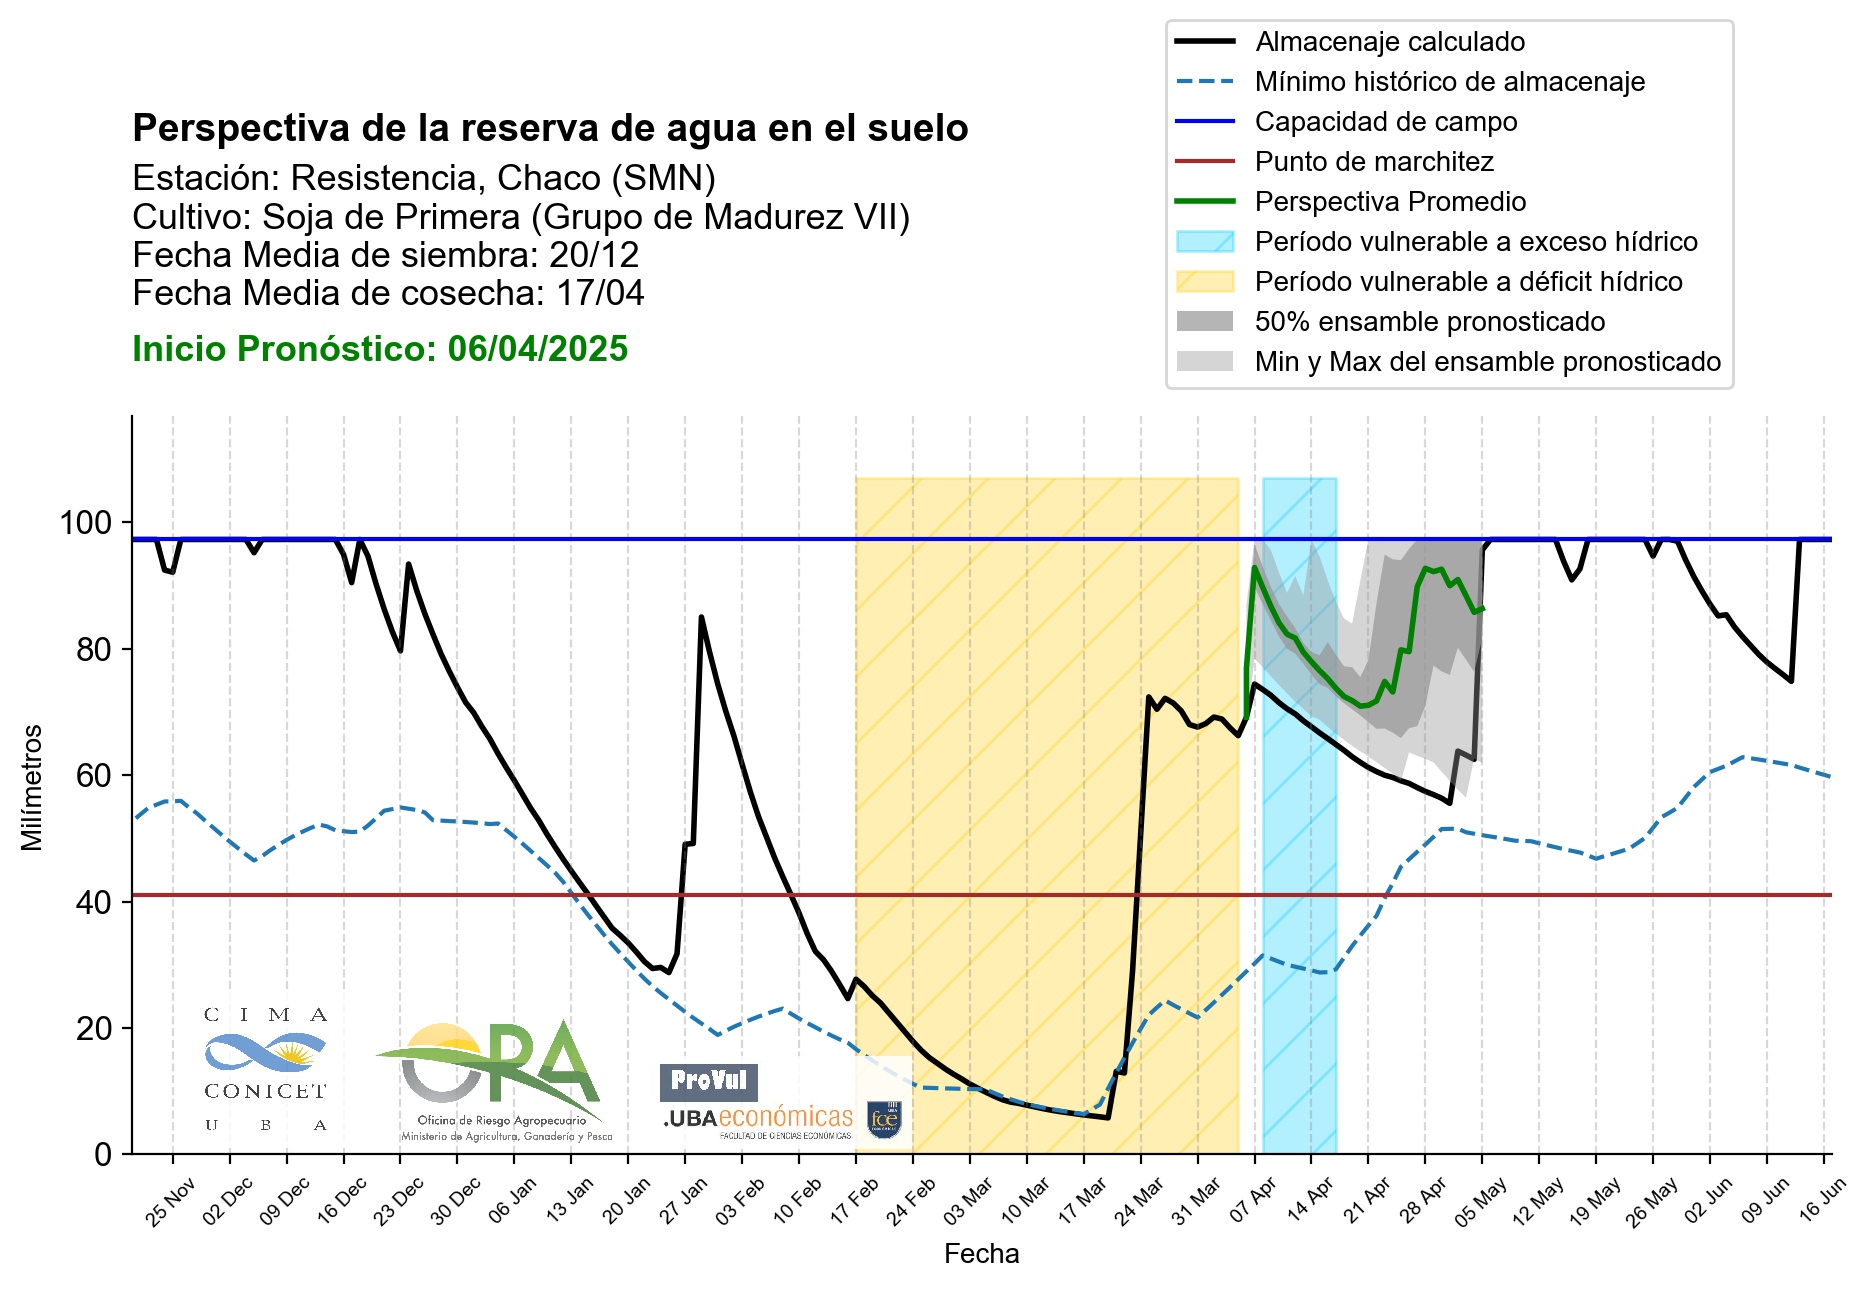 Perspectiva de la reserva de agua en el suelo
Estación: Resistencia, Chaco (SMN)
Cultivo: Soja de Primera (Grupo de Madurez VII)
Fecha Media de siembra: 20/12
Fecha Media de cosecha: 17/04
Inicio Pronóstico: 06/04/2025
Almacenaje calculado
Mínimo histórico de almacenaje
Capacidad de campo
Punto de marchitez
Perspectiva Promedio
Período vulnerable a exceso hídrico
Período vulnerable a déficit hídrico
50% ensamble pronosticado
Min y Max del ensamble pronosticado
Milímetros
100
80
60
40
20
0
CIMA
CONICET
UBA
ORA
Oficina de Riesgo Agropecuario
Ministerio de Agricultura, Ganadería y Pesca
ProVul
.UBAeconómicas
FACULTAD DE CIENCIAS ECONÓMICAS
UBA
fce
ECONÓMICAS
25 Nov
02 Dec
09 Dec
16 Dec
23 Dec
30 Dec
06 Jan
13 Jan
20 Jan
27 Jan
03 Feb
10 Feb
17 Feb
24 Feb
03 Mar
10 Mar
17 Mar
24 Mar
31 Mar
07 Apr
14 Apr
21 Apr
28 Apr
05 May
12 May
19 May
26 May
02 Jun
09 Jun
16 Jun
Fecha